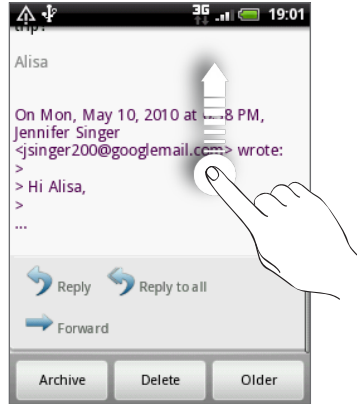 3G 19:01
trip?
Alisa
On Mon, May 10, 2010 at 8 PM,
Jennifer Singer
<jsinger200@googlemail.com> wrote:
>
> Hi Alisa,
>
...
Reply Reply to all
Forward
Archive Delete Older